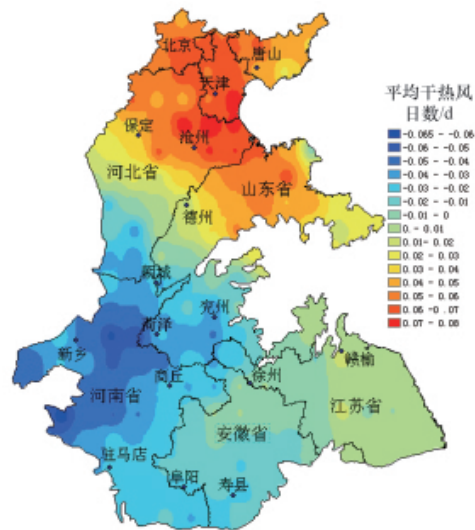 北京
唐山
天津
保定
沧州
河北省
山东省
德州
聊城
兖州
菏泽
新乡
赣榆
商丘
徐州
河南省
江苏省
安徽省
驻马店
阜阳
寿县
平均干热风
日数/d
-0.065 - -0.06
-0.06 - -0.05
-0.05 - -0.04
-0.04 - -0.03
-0.03 - -0.02
-0.02 - -0.01
-0.01 - 0
0. - 0.01
0.01- 0.02
0.02 - 0.03
0.03 - 0.04
0.04 - 0.05
0.05 - 0.06
0.06 - 0.07
0.07 - 0.08